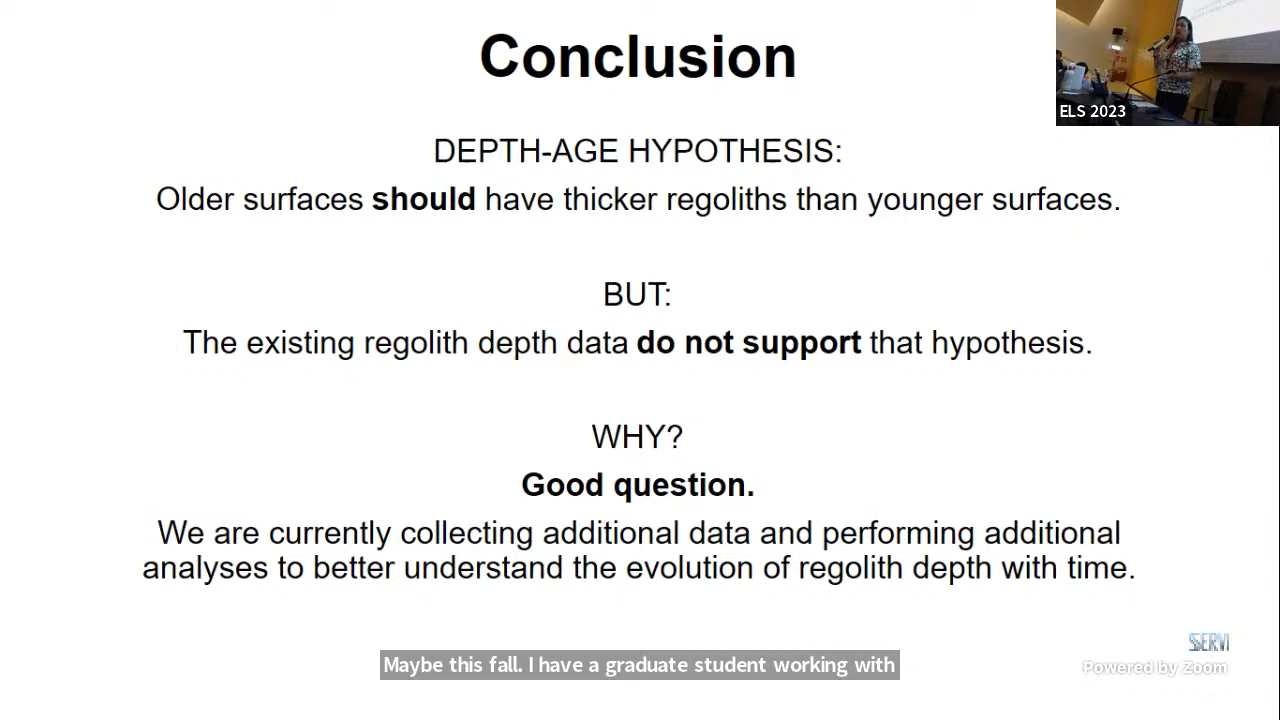 Conclusion
ELS 2023
DEPTH-AGE HYPOTHESIS:
Older surfaces should have thicker regoliths than younger surfaces.
BUT:
The existing regolith depth data do not support that hypothesis.
WHY?
Good question.
We are currently collecting additional data and performing additional
analyses to better understand the evolution of regolith depth with time.
SSERVI
Powered by Zoom
Maybe this fall. I have a graduate student working with